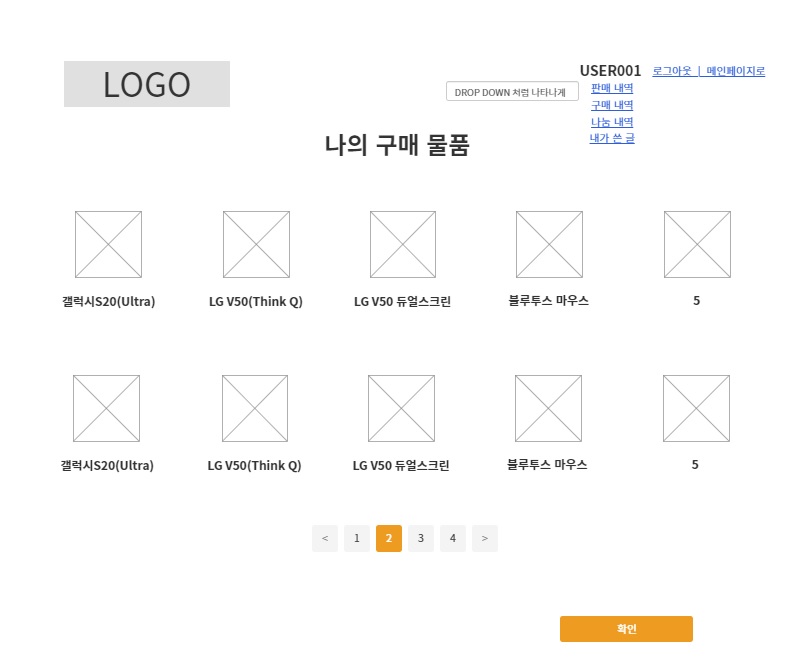 LOGO
USER001 로그아웃 | 메인페이지로
DROP DOWN 처럼 나타나게
판매 내역
구매 내역
나눔 내역
내가 쓴 글
나의 구매 물품
갤럭시S20(Ultra) LG V50(Think Q) LG V50 듀얼스크린 블루투스 마우스 5
갤럭시S20(Ultra) LG V50(Think Q) LG V50 듀얼스크린 블루투스 마우스 5
< 1 2 3 4 >
확인